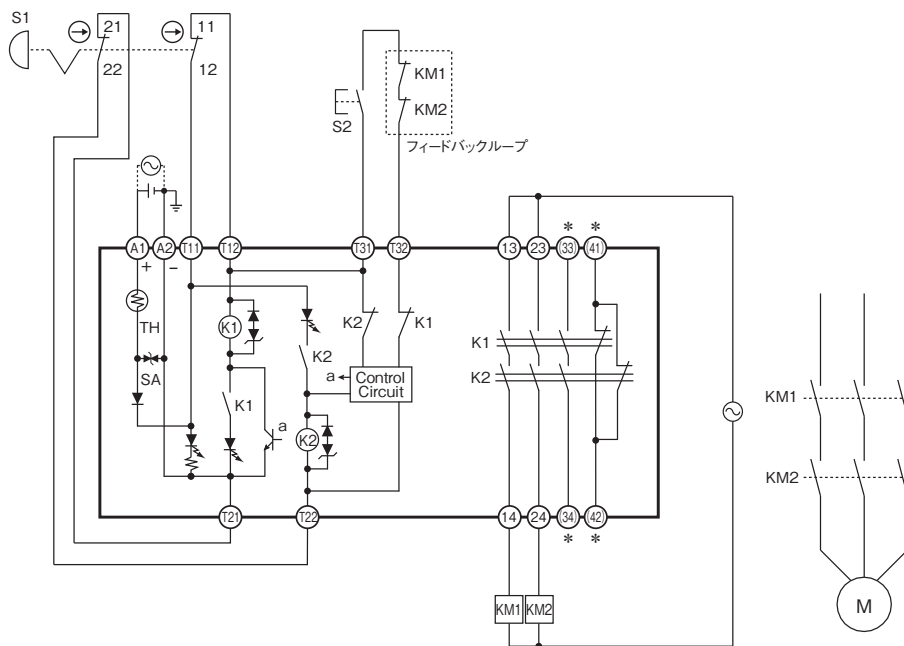 S1
21
11
22
12
S2
KM1
KM2
フィードバックループ
A1
A2
T11
T12
T31
T32
13
23
(33)
(41)
*
*
+
−
TH
SA
K1
K1
a
K2
K2
K2
K1
a
Control
Circuit
K1
K2
T21
T22
14
24
(34)
(42)
*
*
KM1
KM2
KM1
KM2
M